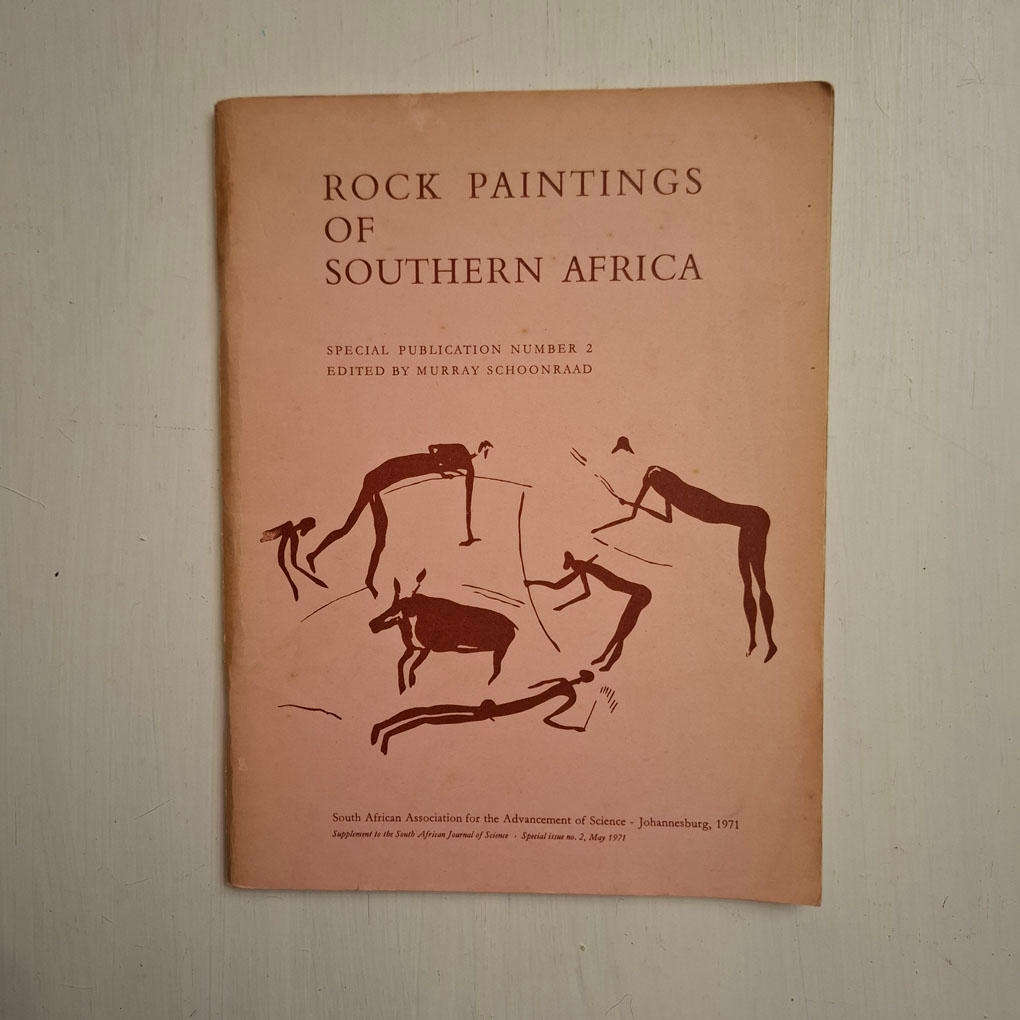 ROCK PAINTINGS
OF
SOUTHERN AFRICA
SPECIAL PUBLICATION NUMBER 2
EDITED BY MURRAY SCHOONRAAD
South African Association for the Advancement of Science - Johannesburg, 1971
Supplement to the South African Journal of Science · Special issue no. 2, May 1971